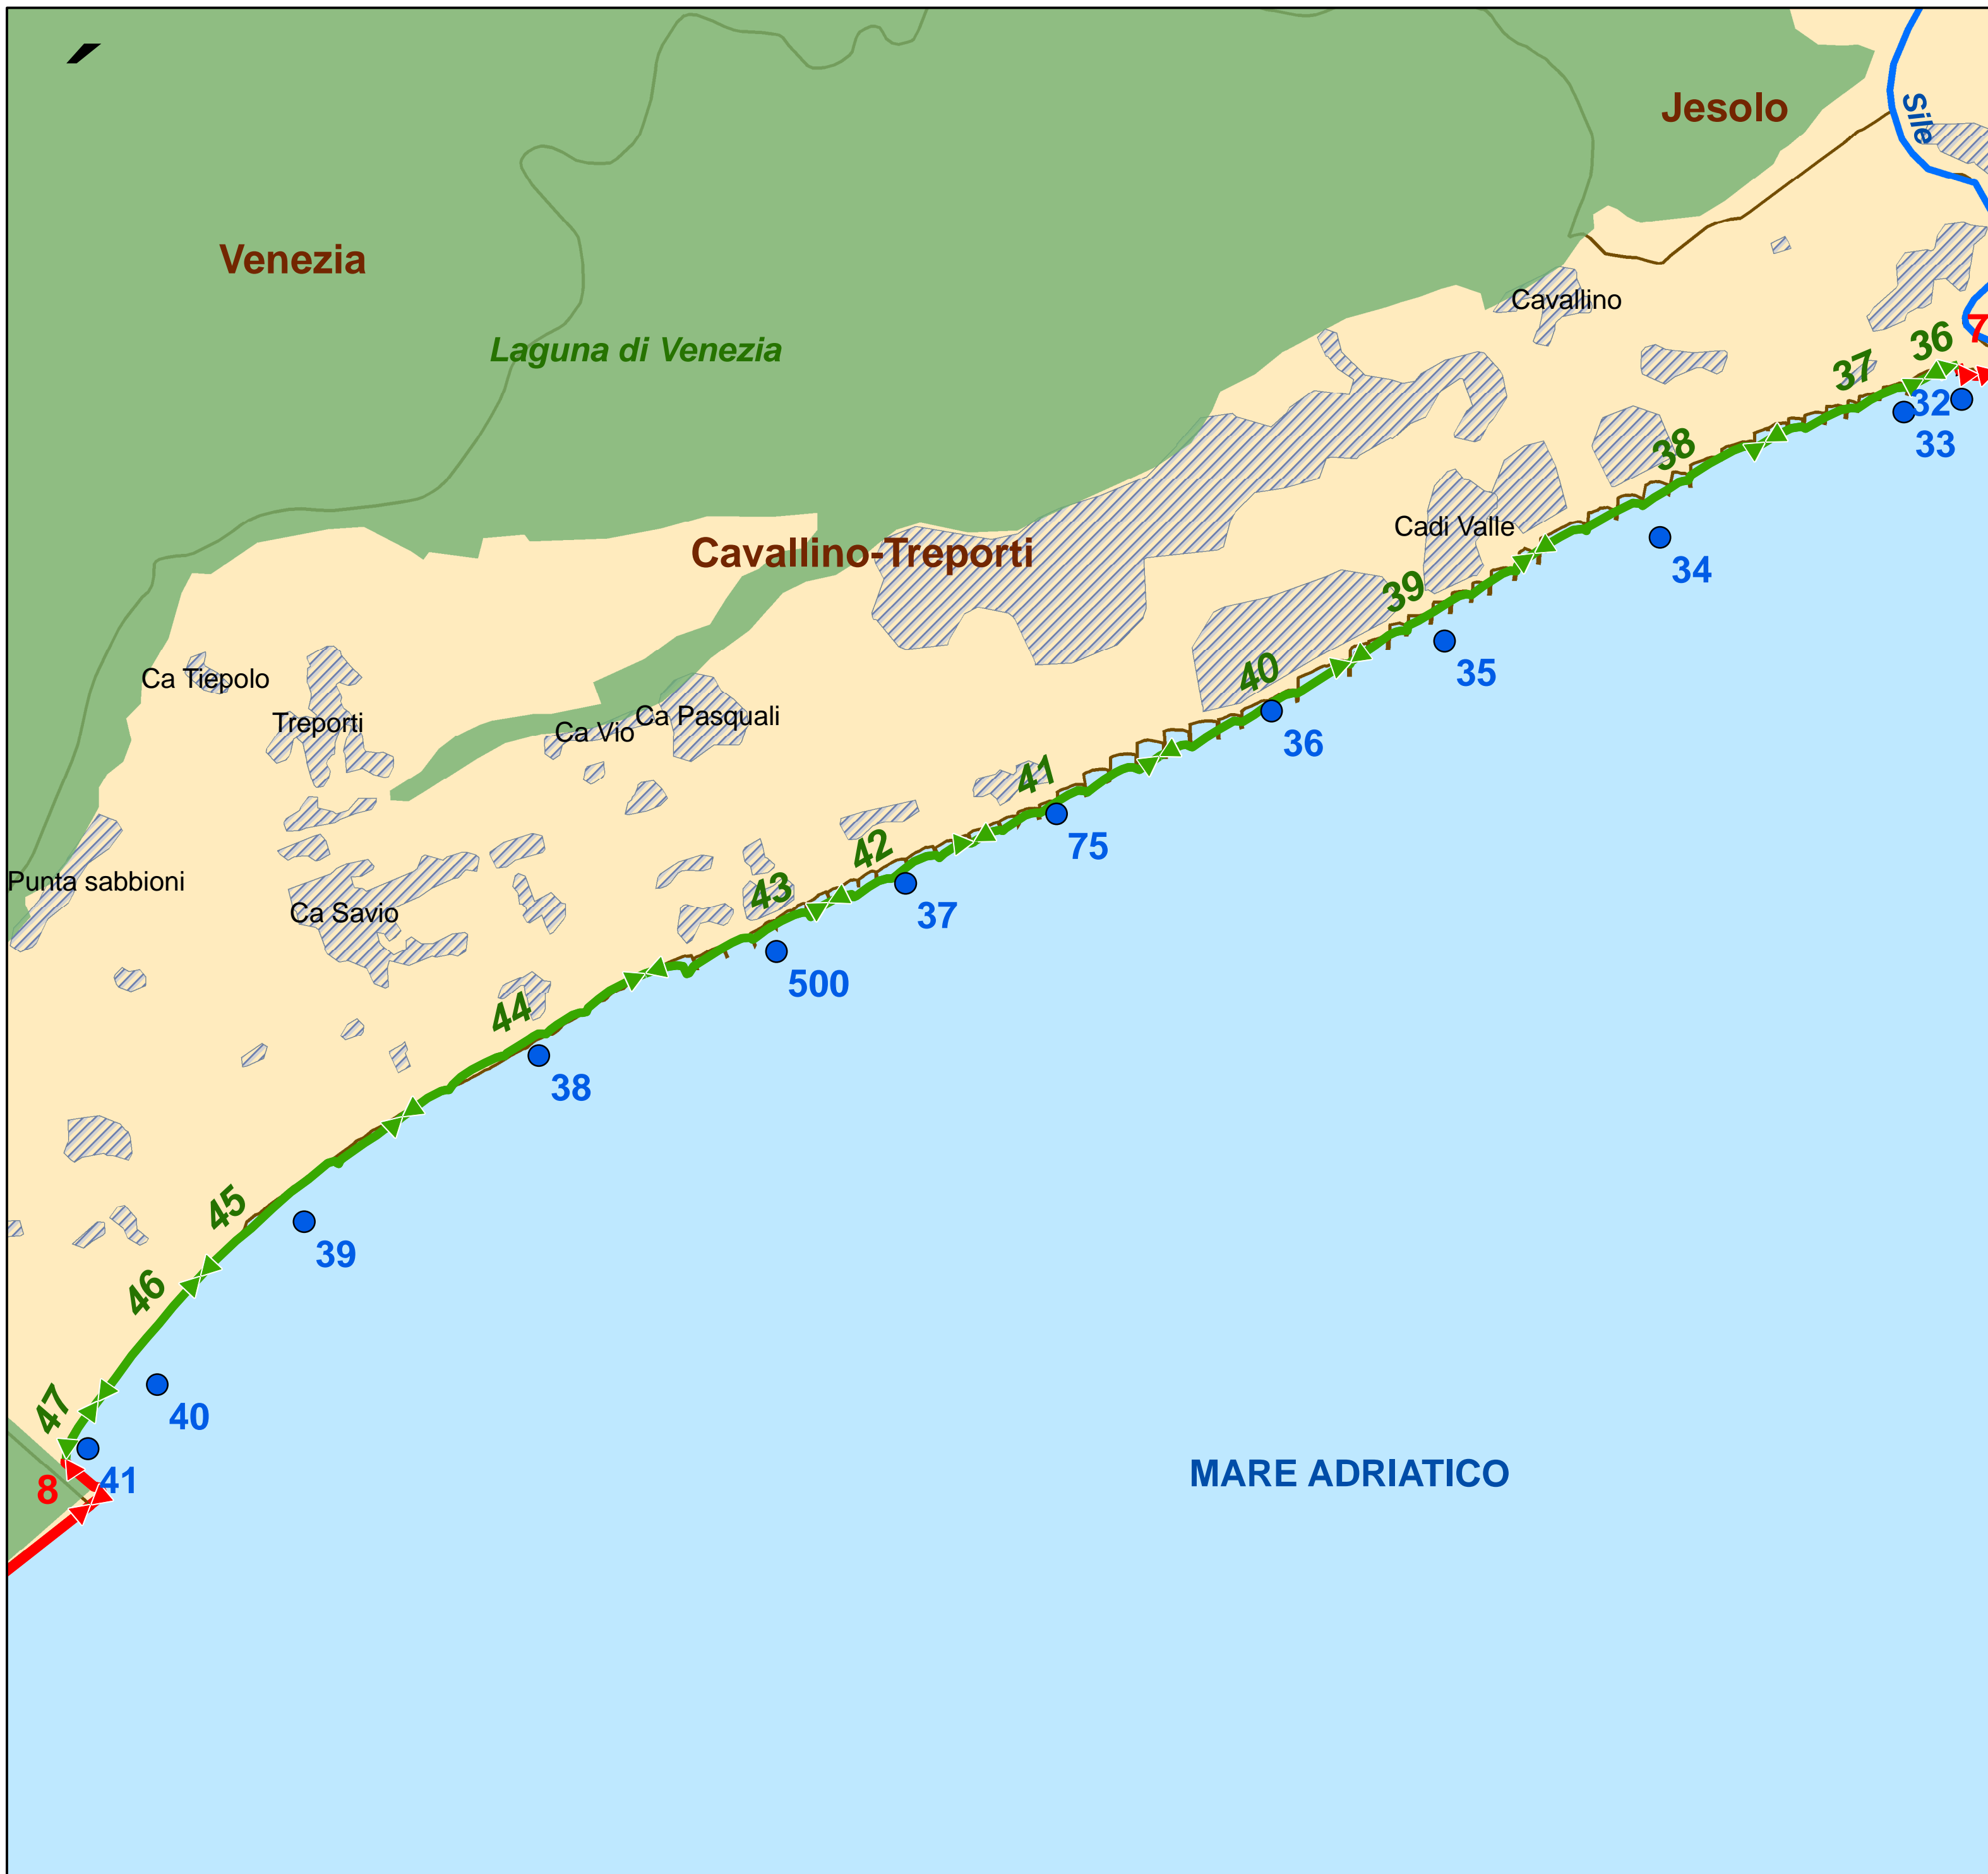 Jesolo
Sile
Venezia
Cavallino
Laguna di Venezia
7
36
37
32
33
38
Cadi Valle
34
Cavallino-Treporti
39
35
Ca Tiepolo
40
Treporti
Ca Pasquali
Ca Vio
36
41
75
42
Punta sabbioni
43
Ca Savio
37
500
44
38
45
39
46
47
40
MARE ADRIATICO
8
41